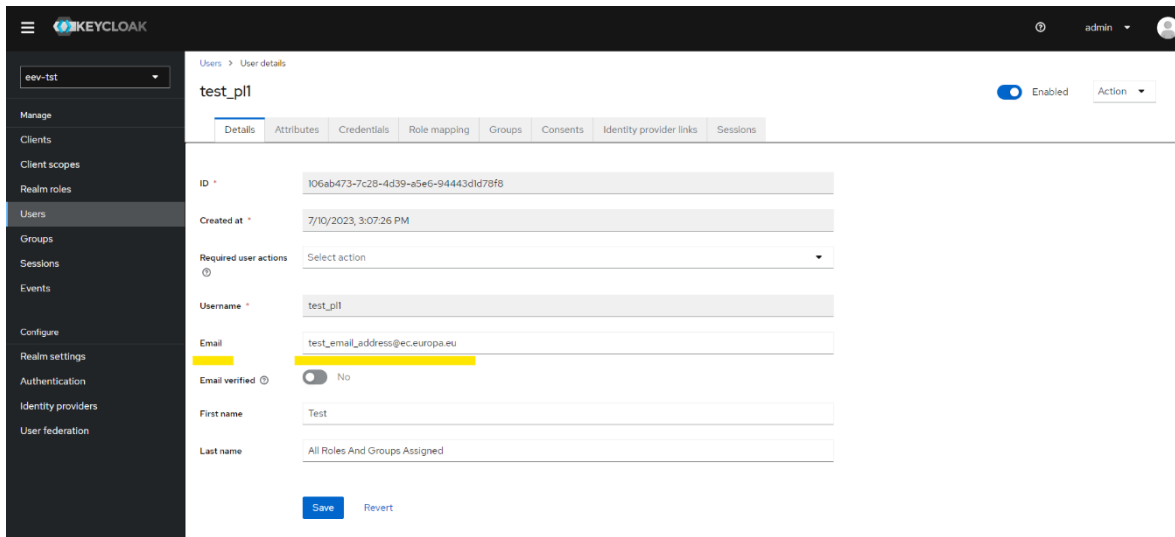 KEYCLOAK
admin
eev-tst
Manage
Clients
Client scopes
Realm roles
Users
Groups
Sessions
Events
Configure
Realm settings
Authentication
Identity providers
User federation
Users > User details
test_pl1
Enabled
Action
Details Attributes Credentials Role mapping Groups Consents Identity provider links Sessions
ID *
106ab473-7c28-4d39-a5e6-94443d1d78f8
Created at *
7/10/2023, 3:07:26 PM
Required user actions
Select action
Username *
test_pl1
Email
test_email_address@ec.europa.eu
Email verified
No
First name
Test
Last name
All Roles And Groups Assigned
Save Revert